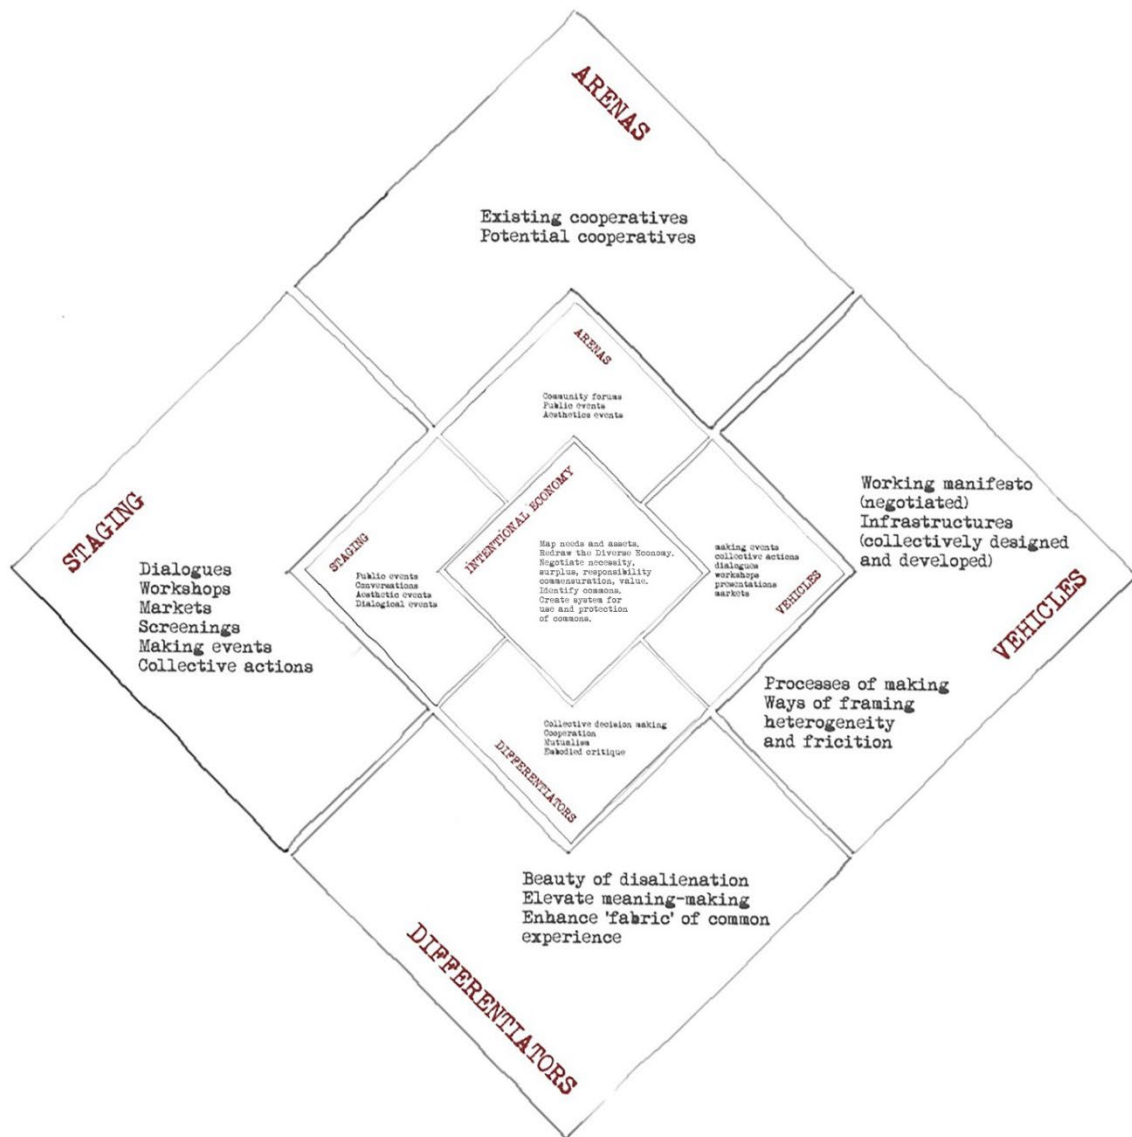 ARENAS
Existing cooperatives
Potential cooperatives
ARENAS
Community forums
Public events
Aesthetics events
STAGING
Dialogues
Workshops
Markets
Screenings
Making events
Collective actions
STAGING
Public events
Conversations
Aesthetic events
Dialogical events
INTENTIONAL ECONOMY
Map needs and assets.
Redraw the Diverse Economy.
Negotiate necessity,
surplus, responsibility
commensuration, value.
Identify commons.
Create system for
use and protection
of commons.
making events
collective actions
dialogues
workshops
presentations
markets
VEHICLES
Working manifesto
(negotiated)
Infrastructures
(collectively designed
and developed)
VEHICLES
Processes of making
Ways of framing
heterogeneity
and fricition
Collective decision making
Cooperation
Mutualism
Embodied critique
DIFFERENTIATORS
Beauty of disalienation
Elevate meaning-making
Enhance 'fabric' of common
experience
DIFFERENTIATORS